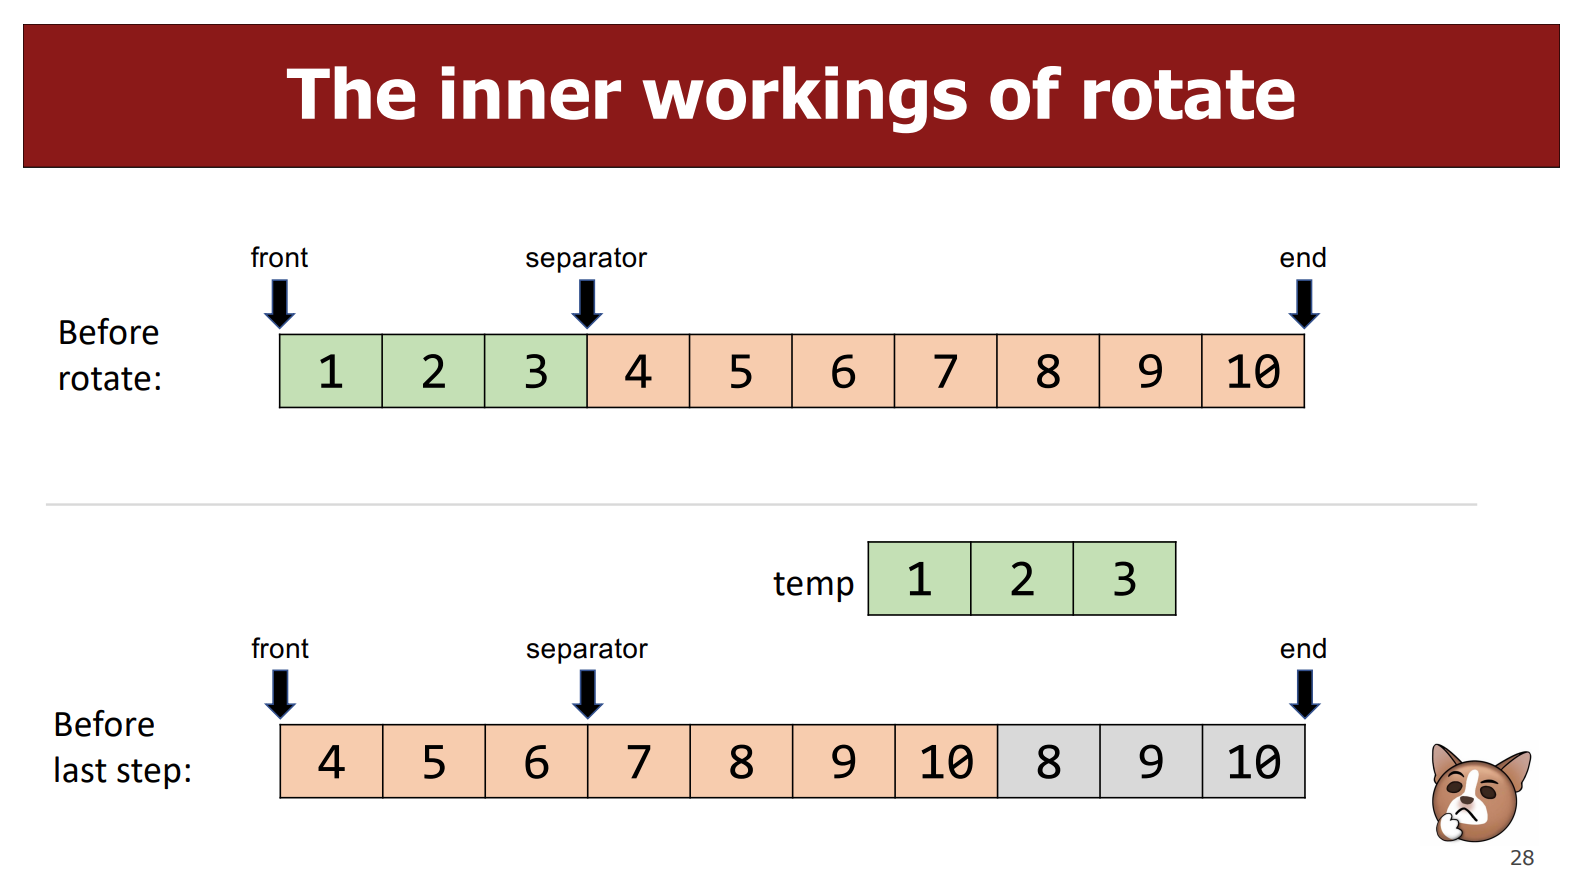 The inner workings of rotate
front separator end
Before
rotate:
1 2 3 4 5 6 7 8 9 10
temp 1 2 3
front separator end
Before
last step:
4 5 6 7 8 9 10 8 9 10
28